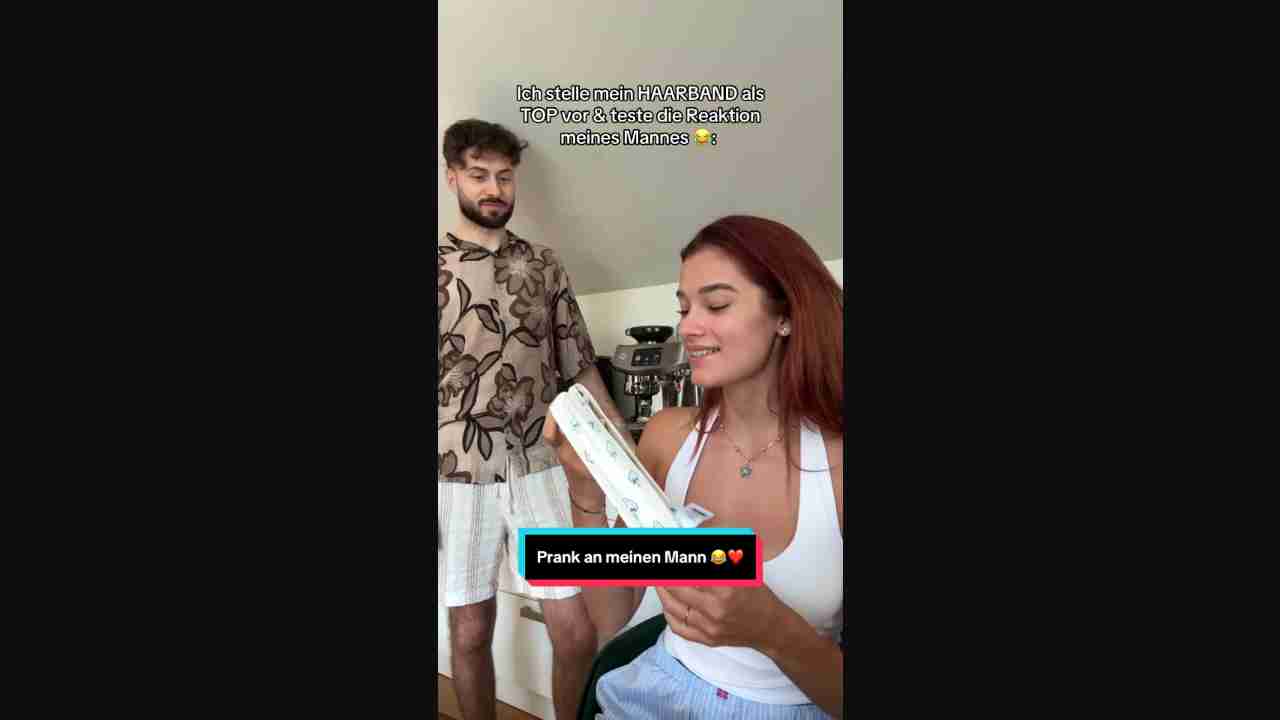 Ich stelle mein HAARBAND als
TOP vor & teste die Reaktion
meines Mannes 😂:
Prank an meinen Mann 😂❤️